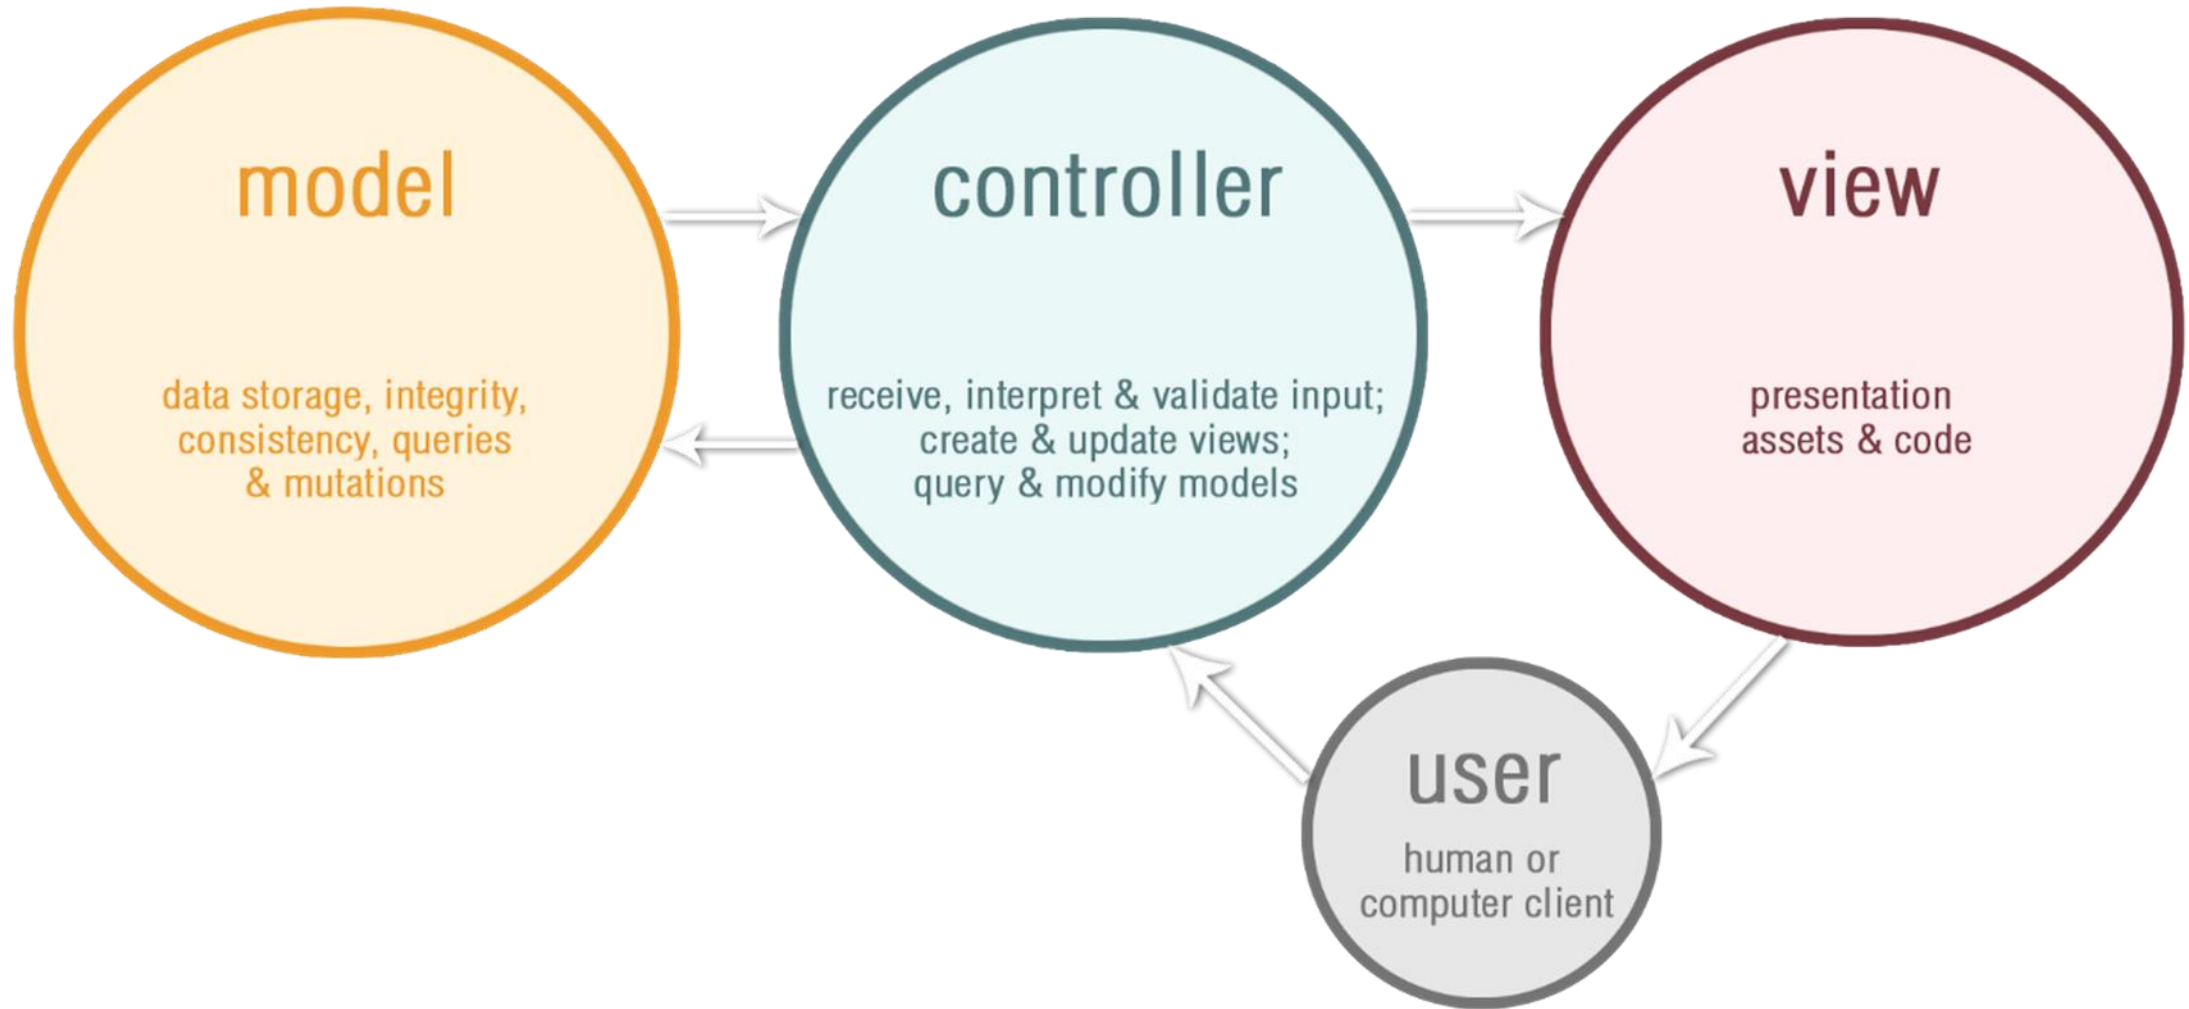 model
data storage, integrity,
consistency, queries
& mutations
controller
receive, interpret & validate input;
create & update views;
query & modify models
view
presentation
assets & code
user
human or
computer client